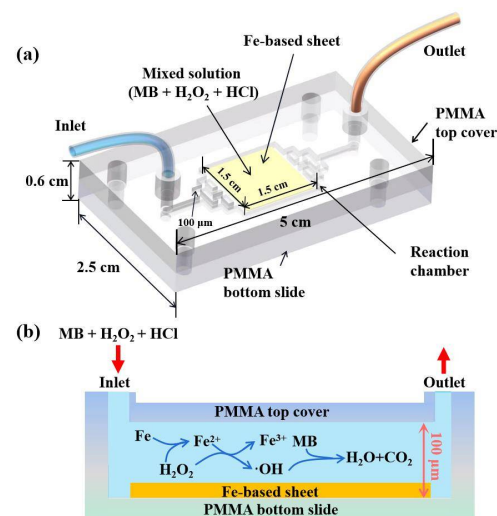 (a)
Fe-based sheet
Outlet
Mixed solution
(MB + H₂O₂ + HCl)
Inlet
PMMA
top cover
0.6 cm
1.5 cm
1.5 cm
100 μm
5 cm
2.5 cm
Reaction
chamber
PMMA
bottom slide
(b)
MB + H₂O₂ + HCl
Inlet
Outlet
PMMA top cover
Fe
Fe²⁺
Fe³⁺
MB
H₂O₂
·OH
H₂O+CO₂
100 μm
Fe-based sheet
PMMA bottom slide